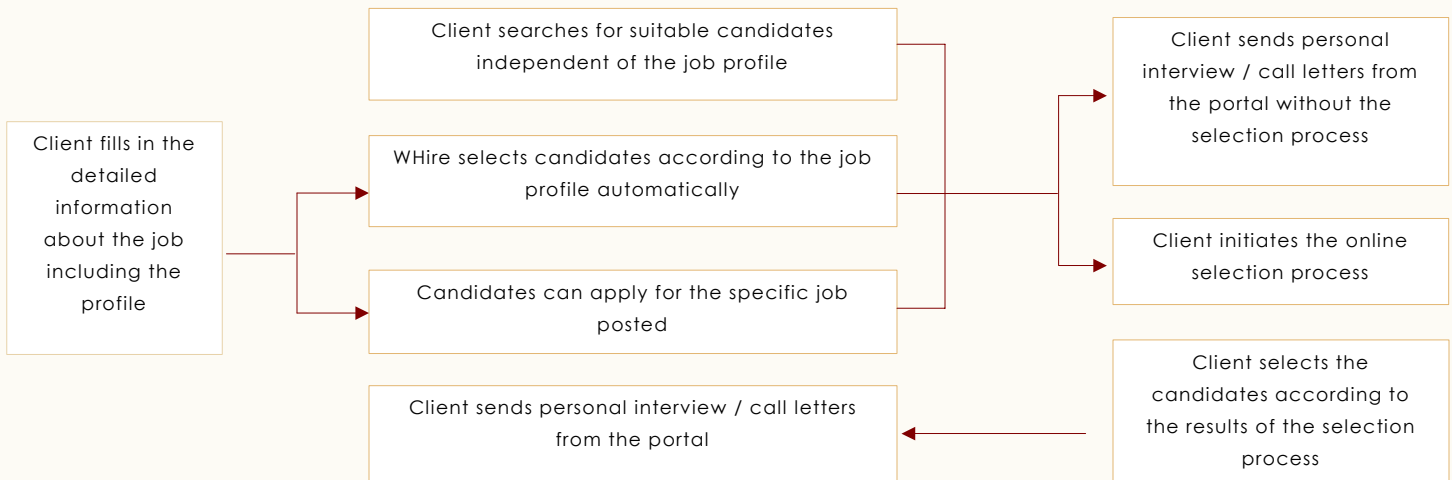 Client fills in the
detailed
information
about the job
including the
profile
Client searches for suitable candidates
independent of the job profile
WHire selects candidates according to the job
profile automatically
Candidates can apply for the specific job
posted
Client sends personal
interview / call letters from
the portal without the
selection process
Client initiates the online
selection process
Client selects the
candidates according to
the results of the selection
process
Client sends personal interview / call letters
from the portal